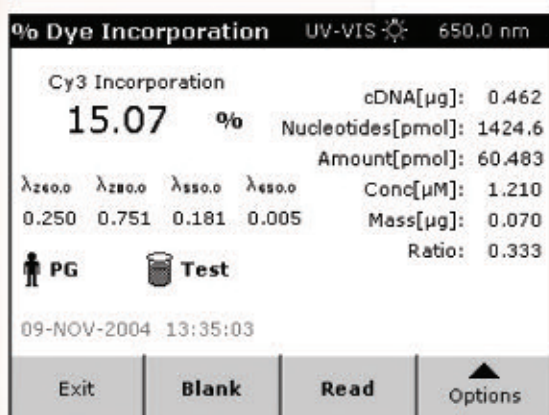 % Dye Incorporation UV-VIS 650.0 nm
Cy3 Incorporation
15.07 %
cDNA[µg]: 0.462
Nucleotides[pmol]: 1424.6
Amount[pmol]: 60.483
Conc[µM]: 1.210
Mass[µg]: 0.070
Ratio: 0.333
λ260.0 λ280.0 λ550.0 λ650.0
0.250 0.751 0.181 0.005
PG Test
09-NOV-2004 13:35:03
Exit Blank Read Options